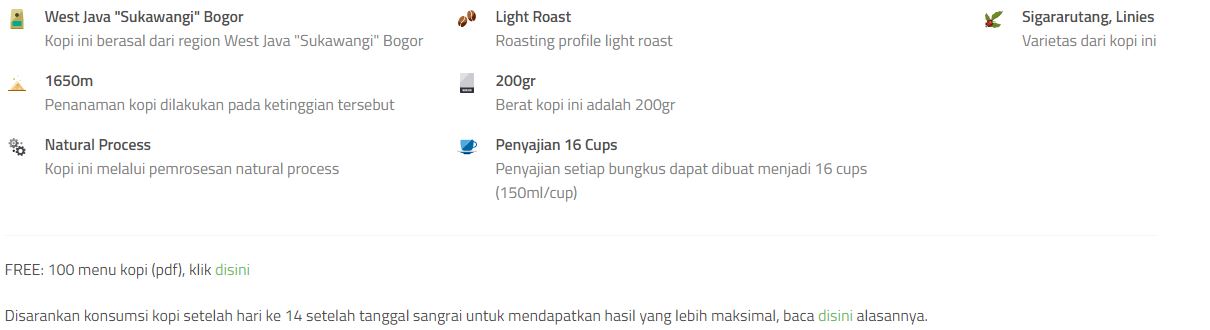 West Java "Sukawangi" Bogor
Kopi ini berasal dari region West Java "Sukawangi" Bogor
Light Roast
Roasting profile light roast
Sigararutang, Linies
Varietas dari kopi ini
1650m
Penanaman kopi dilakukan pada ketinggian tersebut
200gr
Berat kopi ini adalah 200gr
Natural Process
Kopi ini melalui pemrosesan natural process
Penyajian 16 Cups
Penyajian setiap bungkus dapat dibuat menjadi 16 cups
(150ml/cup)
FREE: 100 menu kopi (pdf), klik disini
Disarankan konsumsi kopi setelah hari ke 14 setelah tanggal sangrai untuk mendapatkan hasil yang lebih maksimal, baca disini alasannya.